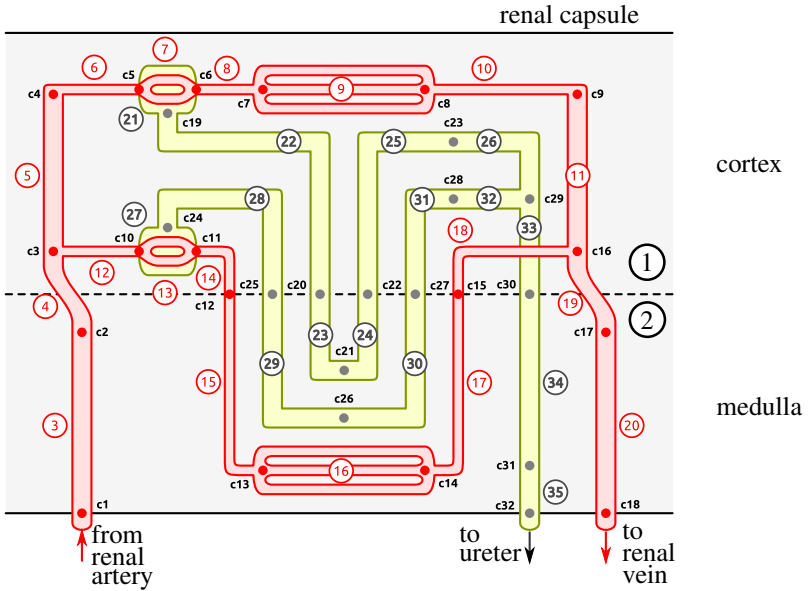 renal capsule
7
6 8 10
c5 c6
c4 9 c9
c7 c8
21 c19 c23
22 25 26
cortex
5 11
c28
28 31 32 c29
27 c24
33
18
c10 c11
c3 c16
12 14 1
13
c25 c20 c22 c27 c15 c30 19
4 c12
2
c2 c17
23 24
c21
29 30
15 17 34
medulla
c26
3 20
16 c31
c13 c14
35
c1 c32 c18
from to to
renal ureter renal
artery vein